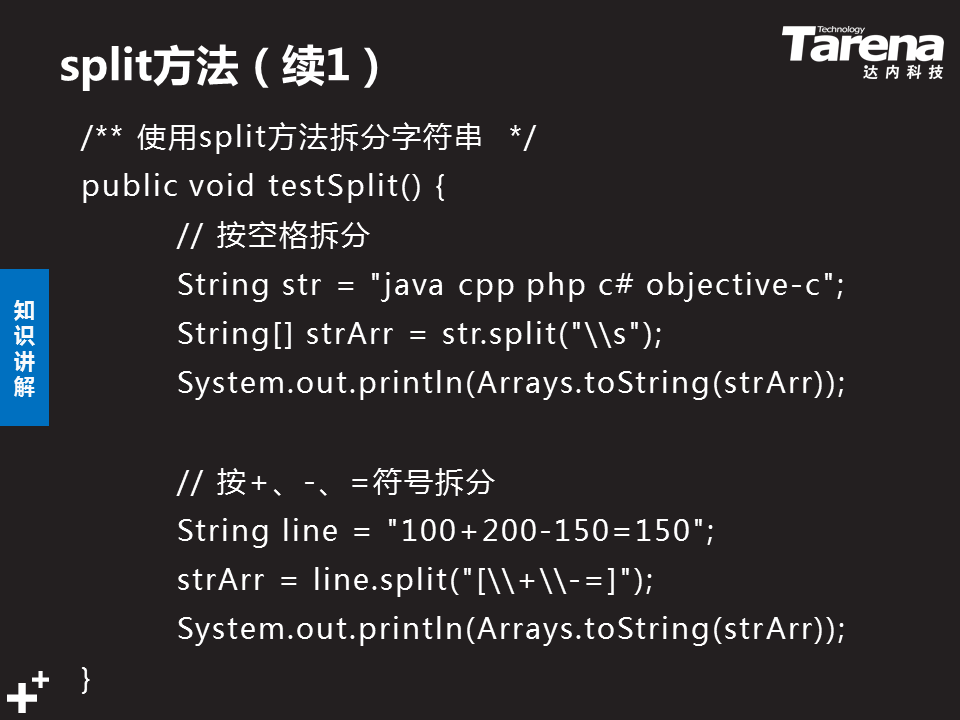 split方法（续1）
Technology
Tarena
达内科技
/** 使用split方法拆分字符串 */
public void testSplit() {
// 按空格拆分
String str = "java cpp php c# objective-c";
String[] strArr = str.split("\\s");
System.out.println(Arrays.toString(strArr));
// 按+、-、=符号拆分
String line = "100+200-150=150";
strArr = line.split("[\\+\\-=]");
System.out.println(Arrays.toString(strArr));
}
知识讲解